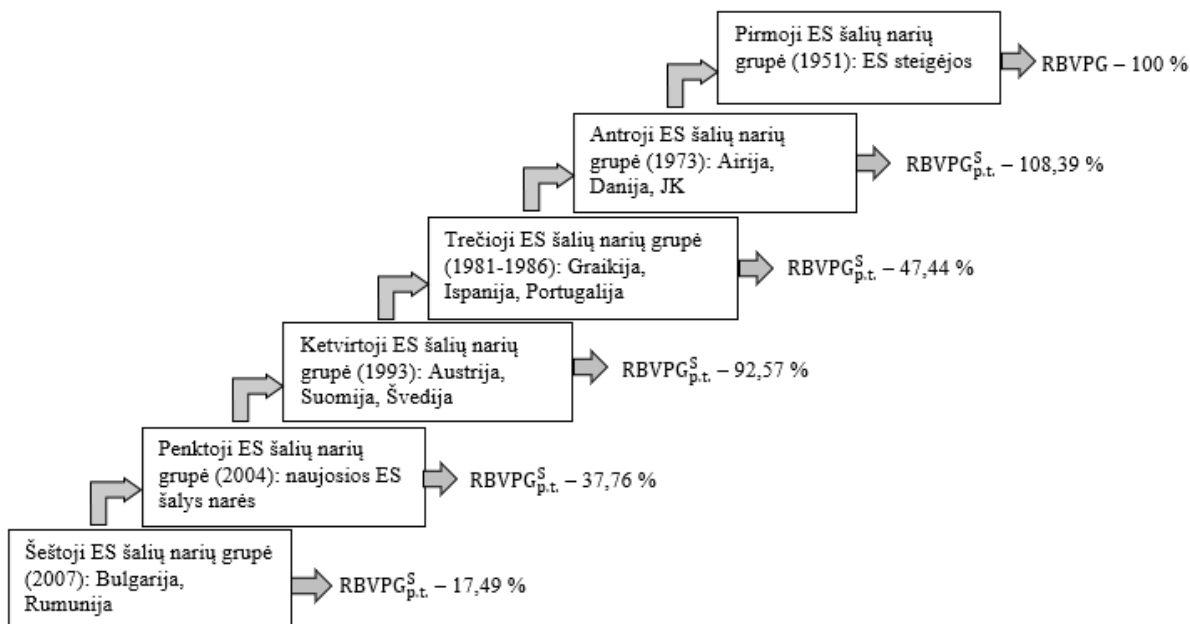 Pirmoji ES šalių narių
grupė (1951): ES steigėjos
RBVPG – 100 %
Antroji ES šalių narių
grupė (1973): Airija,
Danija, JK
RBVPG^S_p.t. – 108,39 %
Trečioji ES šalių narių grupė
(1981-1986): Graikija,
Ispanija, Portugalija
RBVPG^S_p.t. – 47,44 %
Ketvirtoji ES šalių narių
grupė (1993): Austrija,
Suomija, Švedija
RBVPG^S_p.t. – 92,57 %
Penktoji ES šalių narių
grupė (2004): naujosios ES
šalys narės
RBVPG^S_p.t. – 37,76 %
Šeštoji ES šalių narių grupė
(2007): Bulgarija,
Rumunija
RBVPG^S_p.t. – 17,49 %